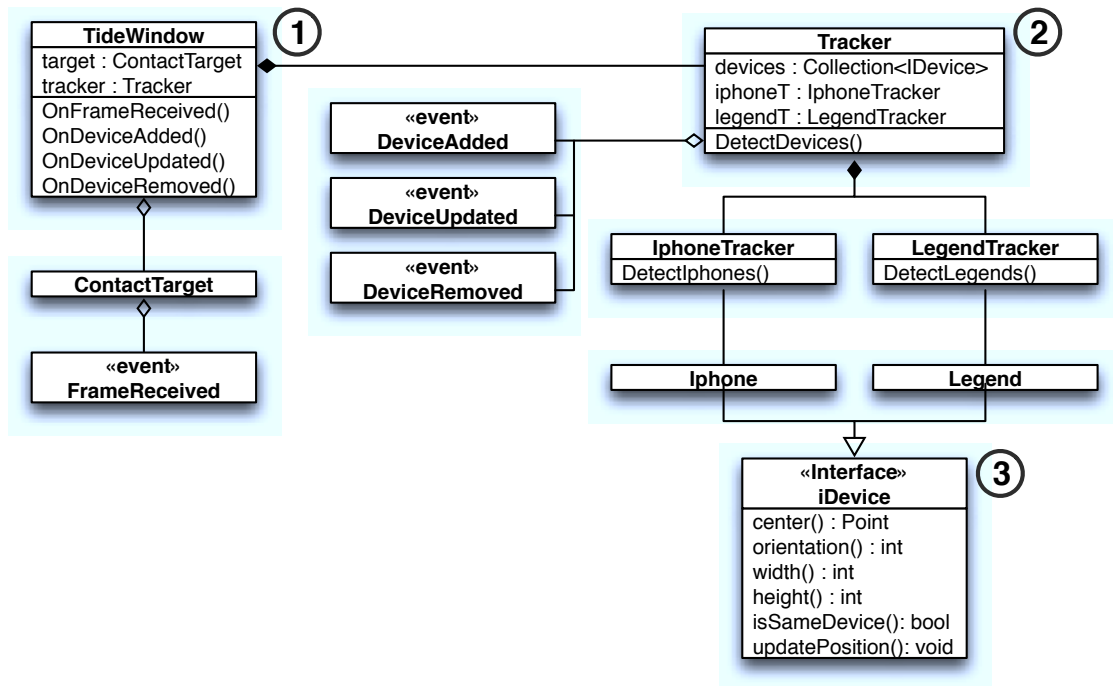 TideWindow
target : ContactTarget
tracker : Tracker
OnFrameReceived()
OnDeviceAdded()
OnDeviceUpdated()
OnDeviceRemoved()
1
ContactTarget
«event»
FrameReceived
«event»
DeviceAdded
«event»
DeviceUpdated
«event»
DeviceRemoved
Tracker
devices : Collection<IDevice>
iphoneT : IphoneTracker
legendT : LegendTracker
DetectDevices()
2
IphoneTracker
DetectIphones()
LegendTracker
DetectLegends()
Iphone
Legend
«Interface»
iDevice
center() : Point
orientation() : int
width() : int
height() : int
isSameDevice(): bool
updatePosition(): void
3